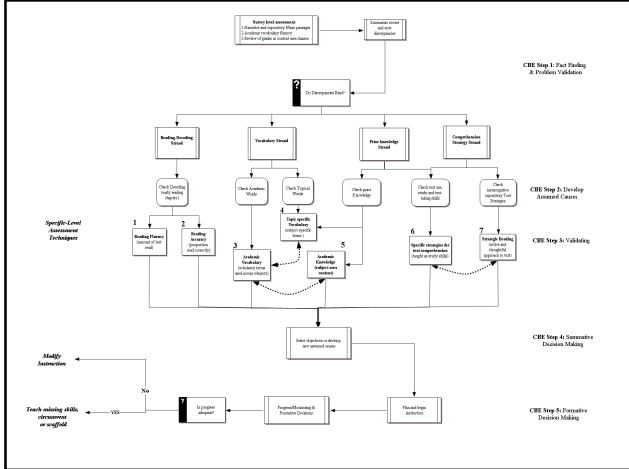 Survey level assessment
1.Narrative and expository Maze passages
2.Academic vocabulary fluency
3.Review of grades in content area classes
Summarize scores
and note
discrepancies
CBE Step 1: Fact Finding
& Problem Validation
?
Do Discrepancies Exist?
Reading-Decoding
Strand
Vocabulary Strand
Prior knowledge
Strand
Comprehension
Strategy Strand
Check Decoding
(early reading
chapter)
Check Academic
Words
Check Topical
Words
Check prior
Knowledge
Check text use,
study and test-
taking skills
Check
metacognitive
Text
Strategies
CBE Step 2: Develop
Assumed Causes
Specific-Level
Assessment
Techniques
1
Reading Fluency
(amount of text
read)
2
Reading
Accuracy
(proportion
read correctly)
3
Academic
Vocabulary
(scholastic terms
used across subjects)
4
Topic specific
Vocabulary
(subject specific
terms )
5
Academic
Knowledge
(subject area
content)
6
Specific strategies for
text comprehension
(taught as study skills)
7
Strategic Reading
(active and
thoughtful
approach to text)
CBE Step 3: Validating
Select objectives or develop
new assumed causes
CBE Step 4: Summative
Decision Making
Modify
Instruction
No
Teach missing skills,
circumvent
or scaffold
YES
?
Is progress
adequate?
Progress Monitoring &
Formative Decisions
Plan and begin
instruction
CBE Step 5: Formative
Decision Making